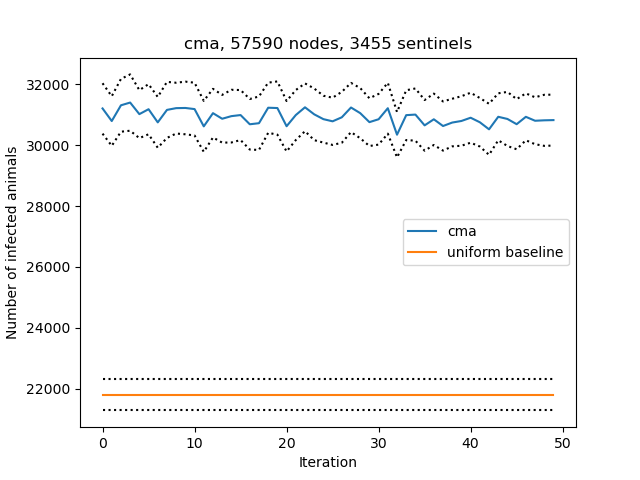 cma, 57590 nodes, 3455 sentinels
32000
30000
28000
26000
24000
22000
Number of infected animals
cma
uniform baseline
0
10
20
30
40
50
Iteration